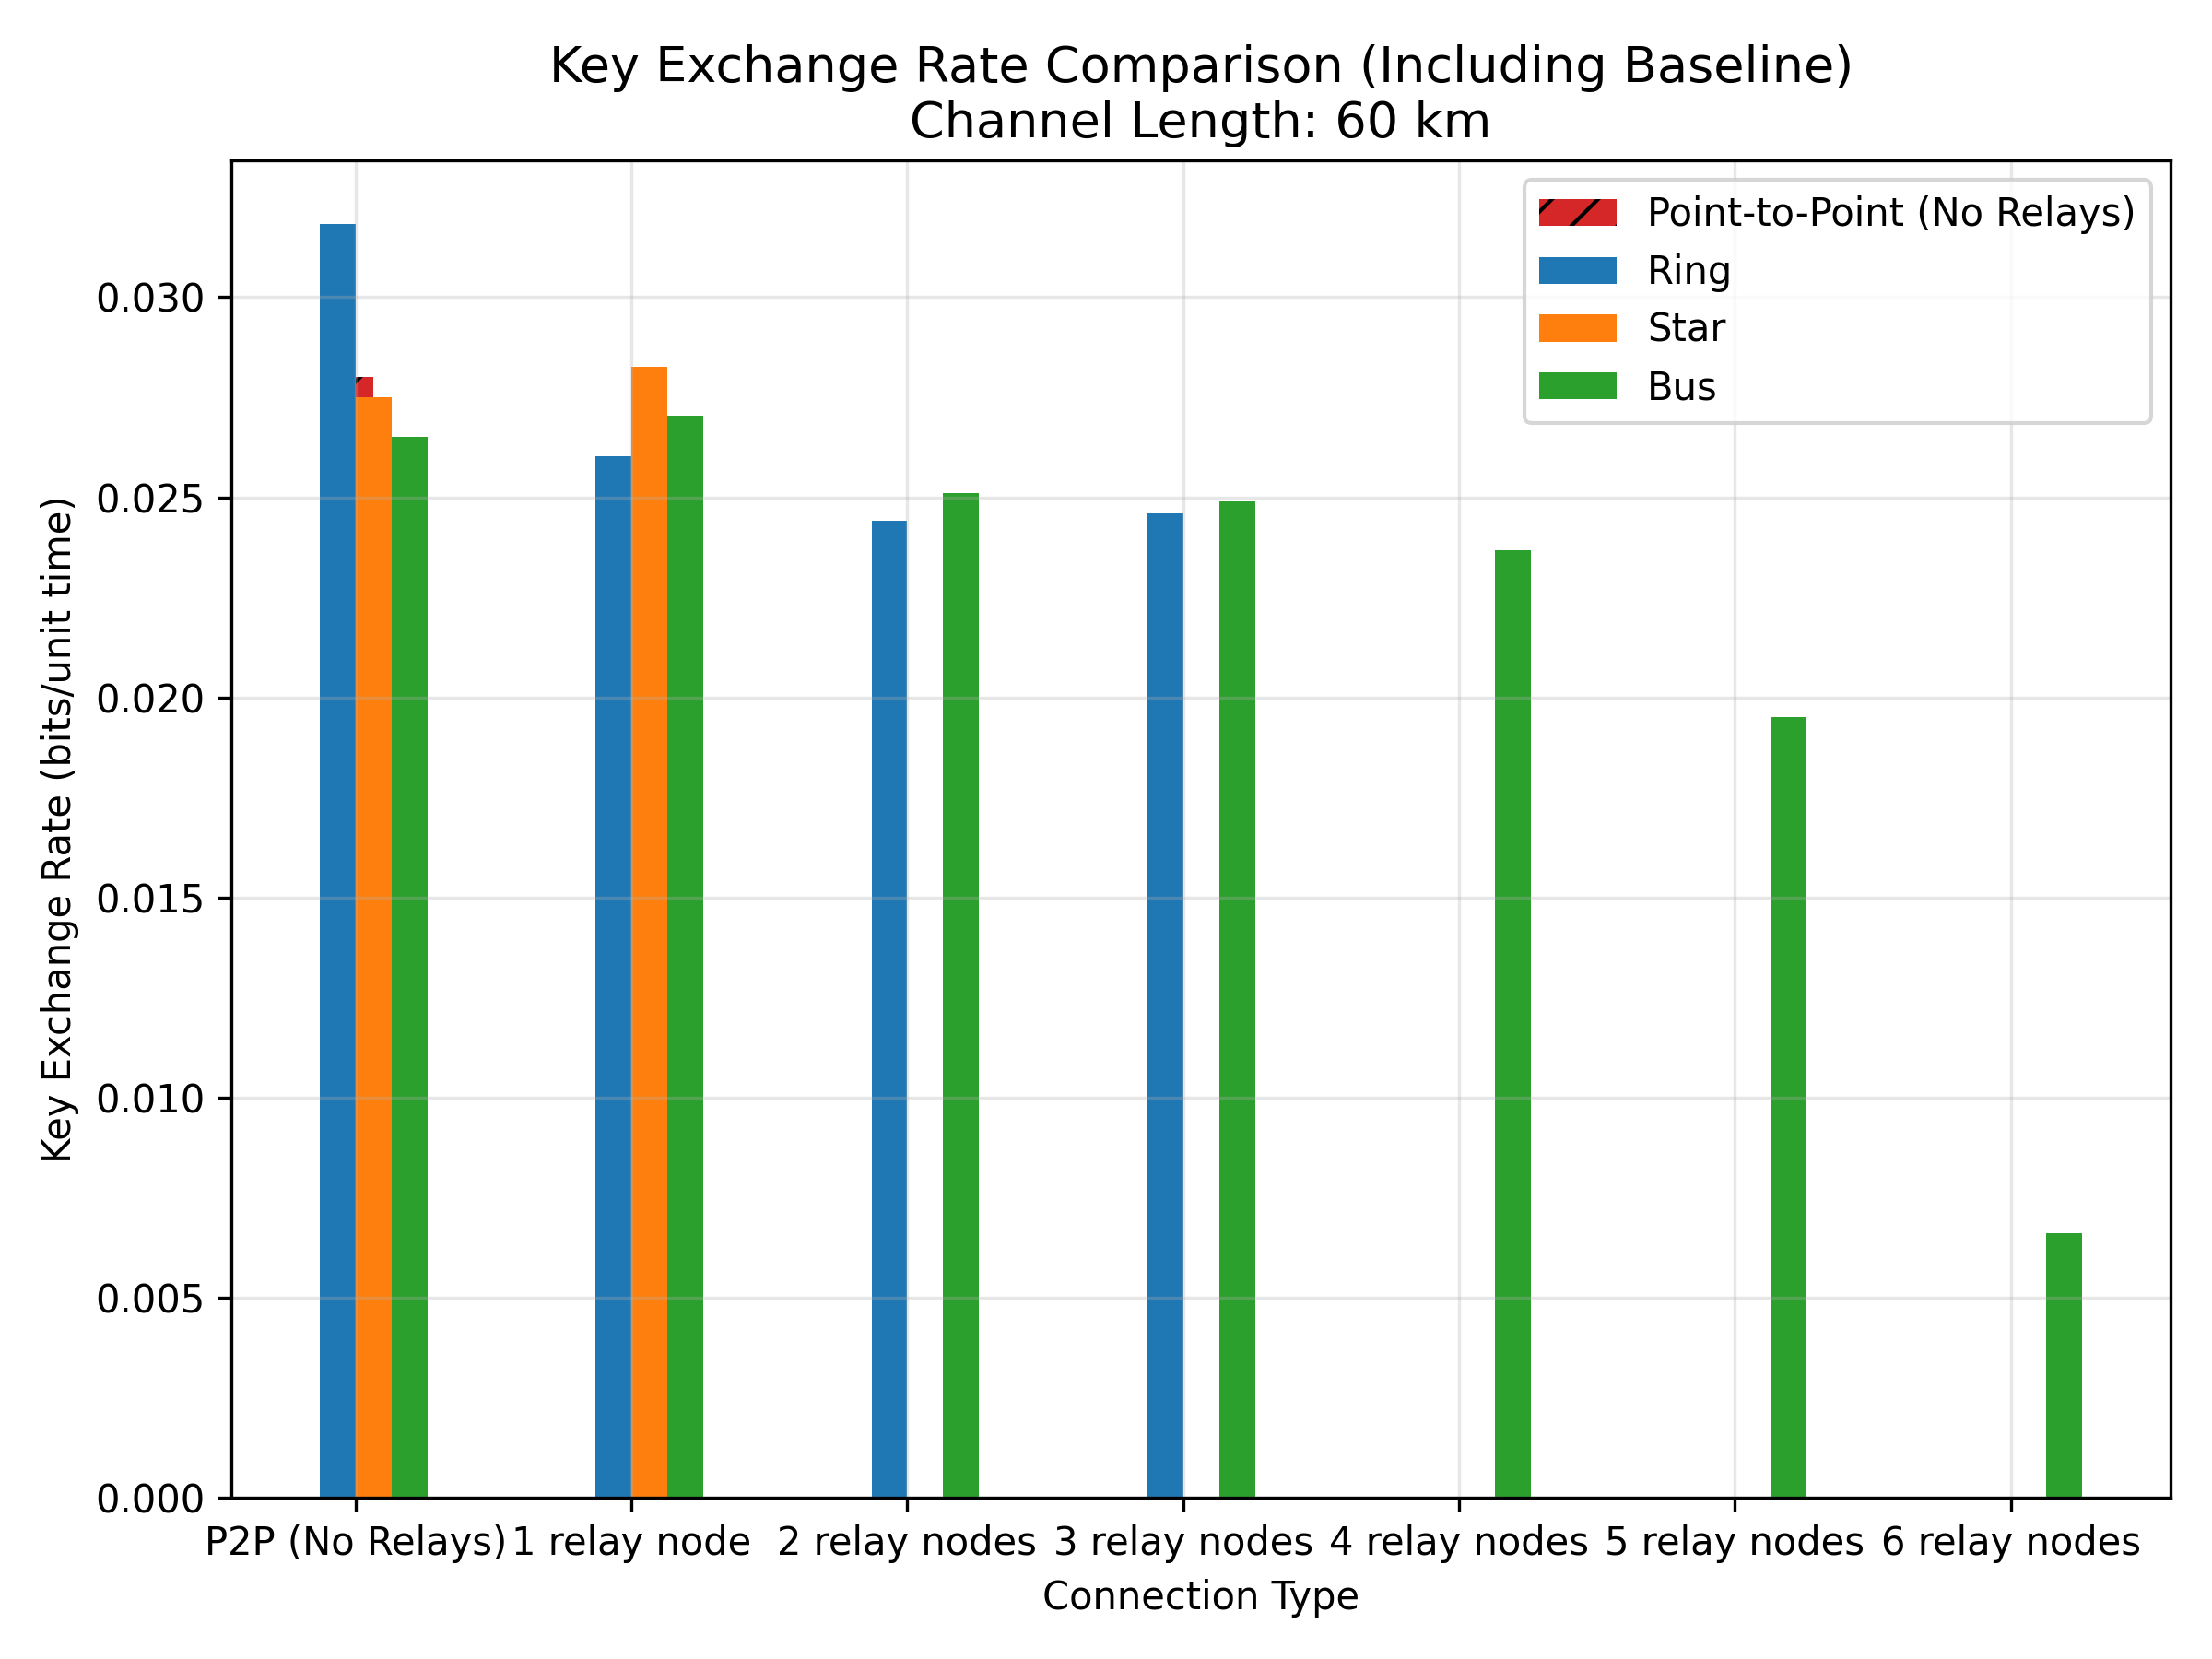 Key Exchange Rate Comparison (Including Baseline)
Channel Length: 60 km
Point-to-Point (No Relays)
Ring
Star
Bus
Key Exchange Rate (bits/unit time)
0.030
0.025
0.020
0.015
0.010
0.005
0.000
P2P (No Relays) 1 relay node 2 relay nodes 3 relay nodes 4 relay nodes 5 relay nodes 6 relay nodes
Connection Type